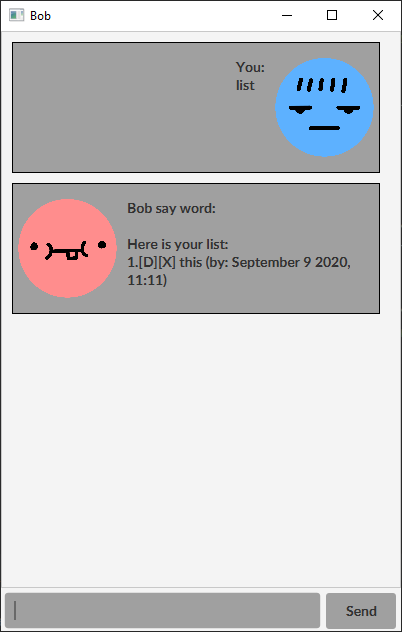 Bob
You:
list
Bob say word:
Here is your list:
1.[D][X] this (by: September 9 2020,
11:11)
Send